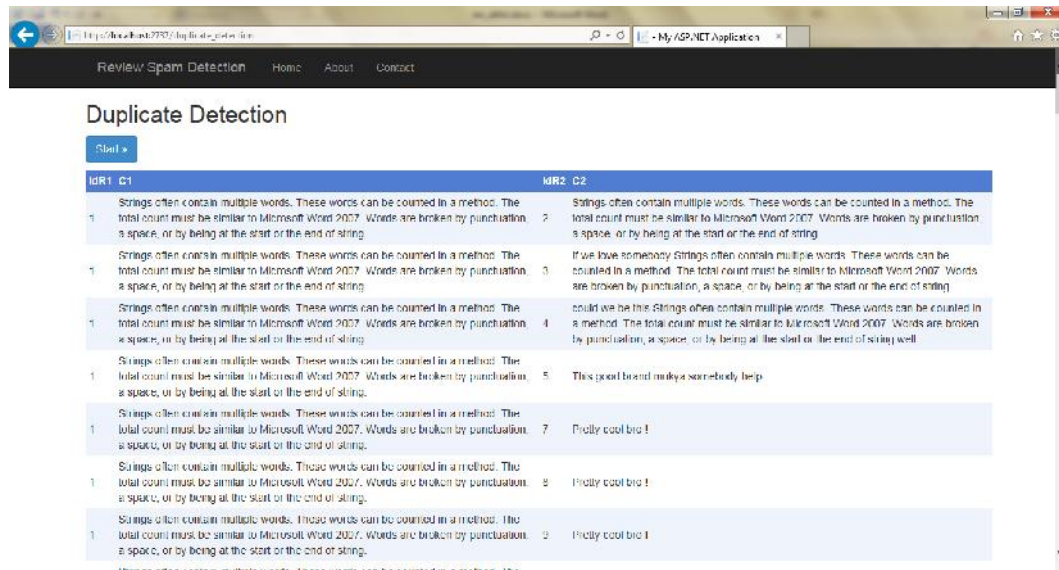 http://localhost:2737/duplicate_detection
- My ASP.NET Application
Review Spam Detection Home About Contact
Duplicate Detection
Start »
IdR1 C1 IdR2 C2
1
Strings often contain multiple words. These words can be counted in a method. The
total count must be similar to Microsoft Word 2007. Words are broken by punctuation,
a space, or by being at the start or the end of string.
2
Strings often contain multiple words. These words can be counted in a method. The
total count must be similar to Microsoft Word 2007. Words are broken by punctuation,
a space, or by being at the start or the end of string.
1
Strings often contain multiple words. These words can be counted in a method. The
total count must be similar to Microsoft Word 2007. Words are broken by punctuation,
a space, or by being at the start or the end of string.
3
If we love somebody Strings often contain multiple words. These words can be
counted in a method. The total count must be similar to Microsoft Word 2007. Words
are broken by punctuation, a space, or by being at the start or the end of string.
1
Strings often contain multiple words. These words can be counted in a method. The
total count must be similar to Microsoft Word 2007. Words are broken by punctuation,
a space, or by being at the start or the end of string.
4
could we be this Strings often contain multiple words. These words can be counted in
a method. The total count must be similar to Microsoft Word 2007. Words are broken
by punctuation, a space, or by being at the start or the end of string well.
1
Strings often contain multiple words. These words can be counted in a method. The
total count must be similar to Microsoft Word 2007. Words are broken by punctuation,
a space, or by being at the start or the end of string.
5
This good brand mukya somebody help
1
Strings often contain multiple words. These words can be counted in a method. The
total count must be similar to Microsoft Word 2007. Words are broken by punctuation,
a space, or by being at the start or the end of string.
7
Pretty cool bro !
1
Strings often contain multiple words. These words can be counted in a method. The
total count must be similar to Microsoft Word 2007. Words are broken by punctuation,
a space, or by being at the start or the end of string.
8
Pretty cool bro !
1
Strings often contain multiple words. These words can be counted in a method. The
total count must be similar to Microsoft Word 2007. Words are broken by punctuation,
a space, or by being at the start or the end of string.
9
Pretty cool bro !